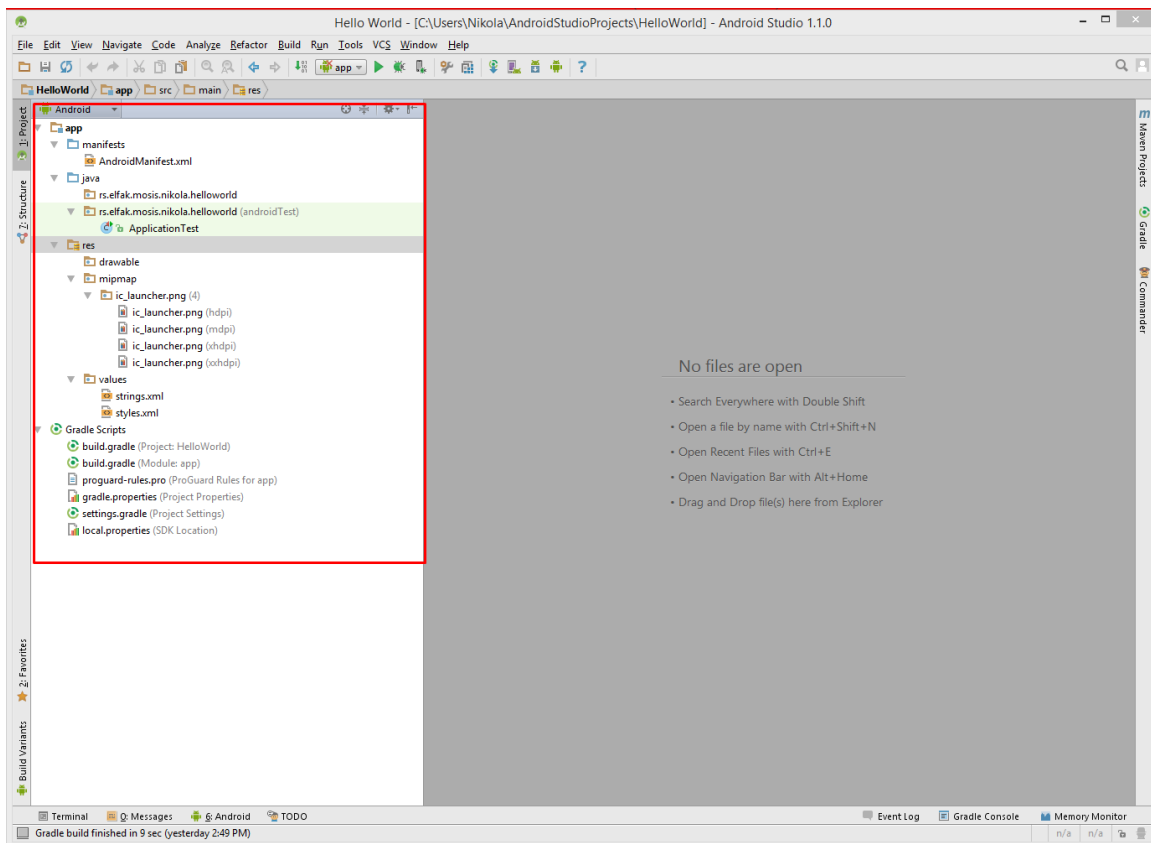 Hello World - [C:\Users\Nikola\AndroidStudioProjects\HelloWorld] - Android Studio 1.1.0
File Edit View Navigate Code Analyze Refactor Build Run Tools VCS Window Help
app
HelloWorld app src main res
1: Project
7: Structure
2: Favorites
Build Variants
Android
app
manifests
AndroidManifest.xml
java
rs.elfak.mosis.nikola.helloworld
rs.elfak.mosis.nikola.helloworld (androidTest)
ApplicationTest
res
drawable
mipmap
ic_launcher.png (4)
ic_launcher.png (hdpi)
ic_launcher.png (mdpi)
ic_launcher.png (xhdpi)
ic_launcher.png (xxhdpi)
values
strings.xml
styles.xml
Gradle Scripts
build.gradle (Project: HelloWorld)
build.gradle (Module: app)
proguard-rules.pro (ProGuard Rules for app)
gradle.properties (Project Properties)
settings.gradle (Project Settings)
local.properties (SDK Location)
No files are open
• Search Everywhere with Double Shift
• Open a file by name with Ctrl+Shift+N
• Open Recent Files with Ctrl+E
• Open Navigation Bar with Alt+Home
• Drag and Drop file(s) here from Explorer
m Maven Projects
Gradle
Commander
Terminal 0: Messages 6: Android TODO Event Log Gradle Console Memory Monitor
Gradle build finished in 9 sec (yesterday 2:49 PM) n/a n/a